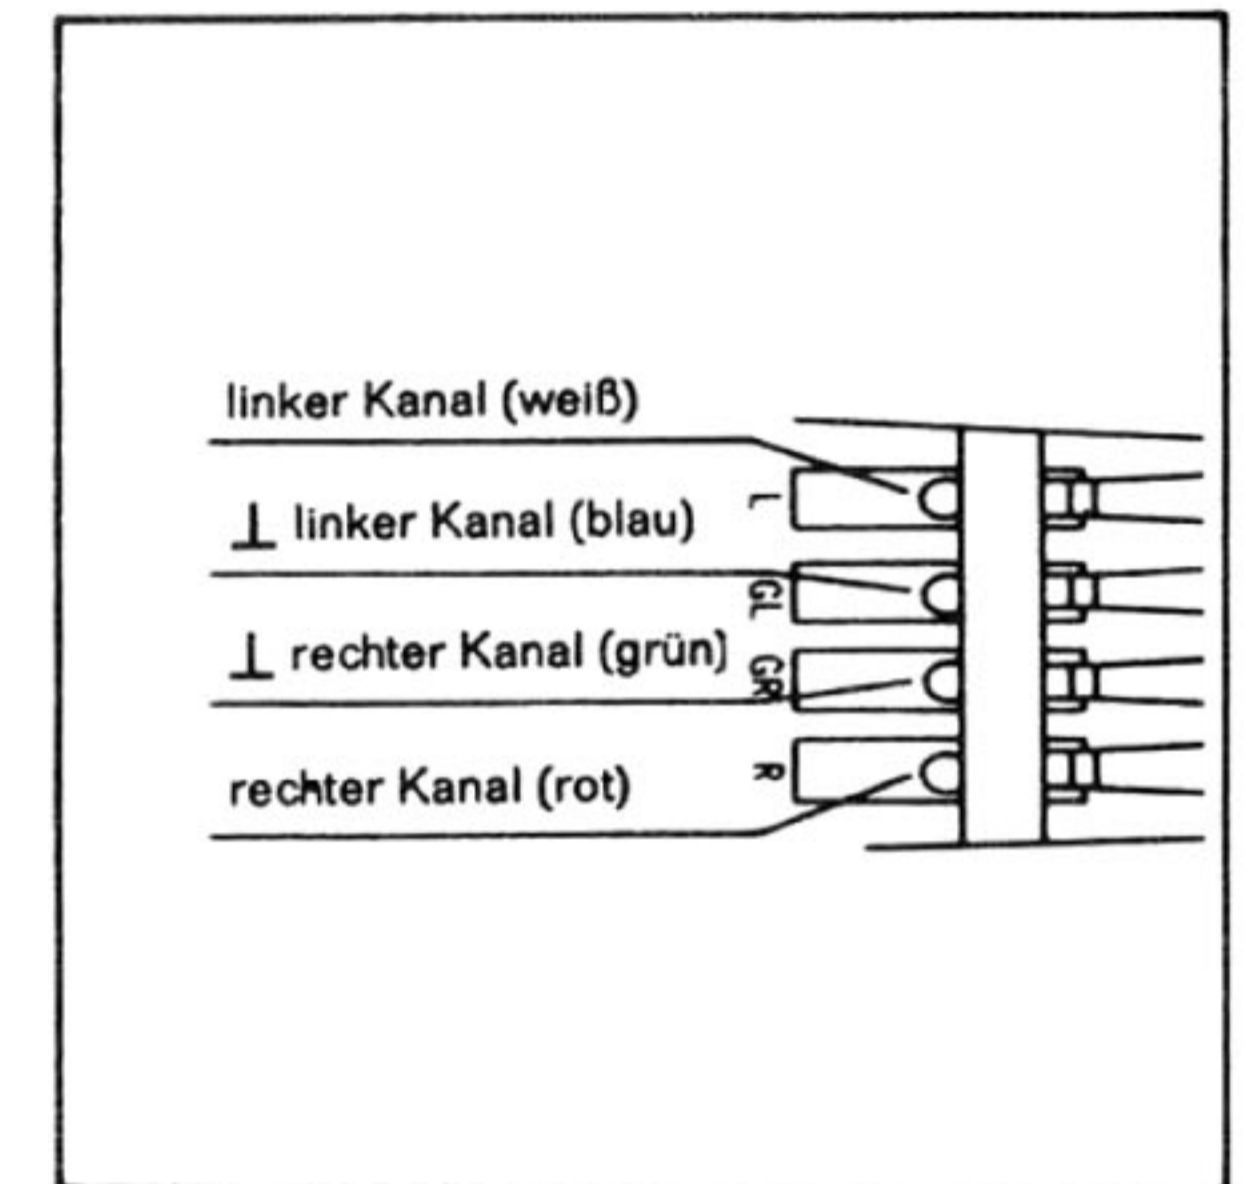 linker Kanal (weiß)
L
⊥ linker Kanal (blau)
GL
⊥ rechter Kanal (grün)
GR
rechter Kanal (rot)
R